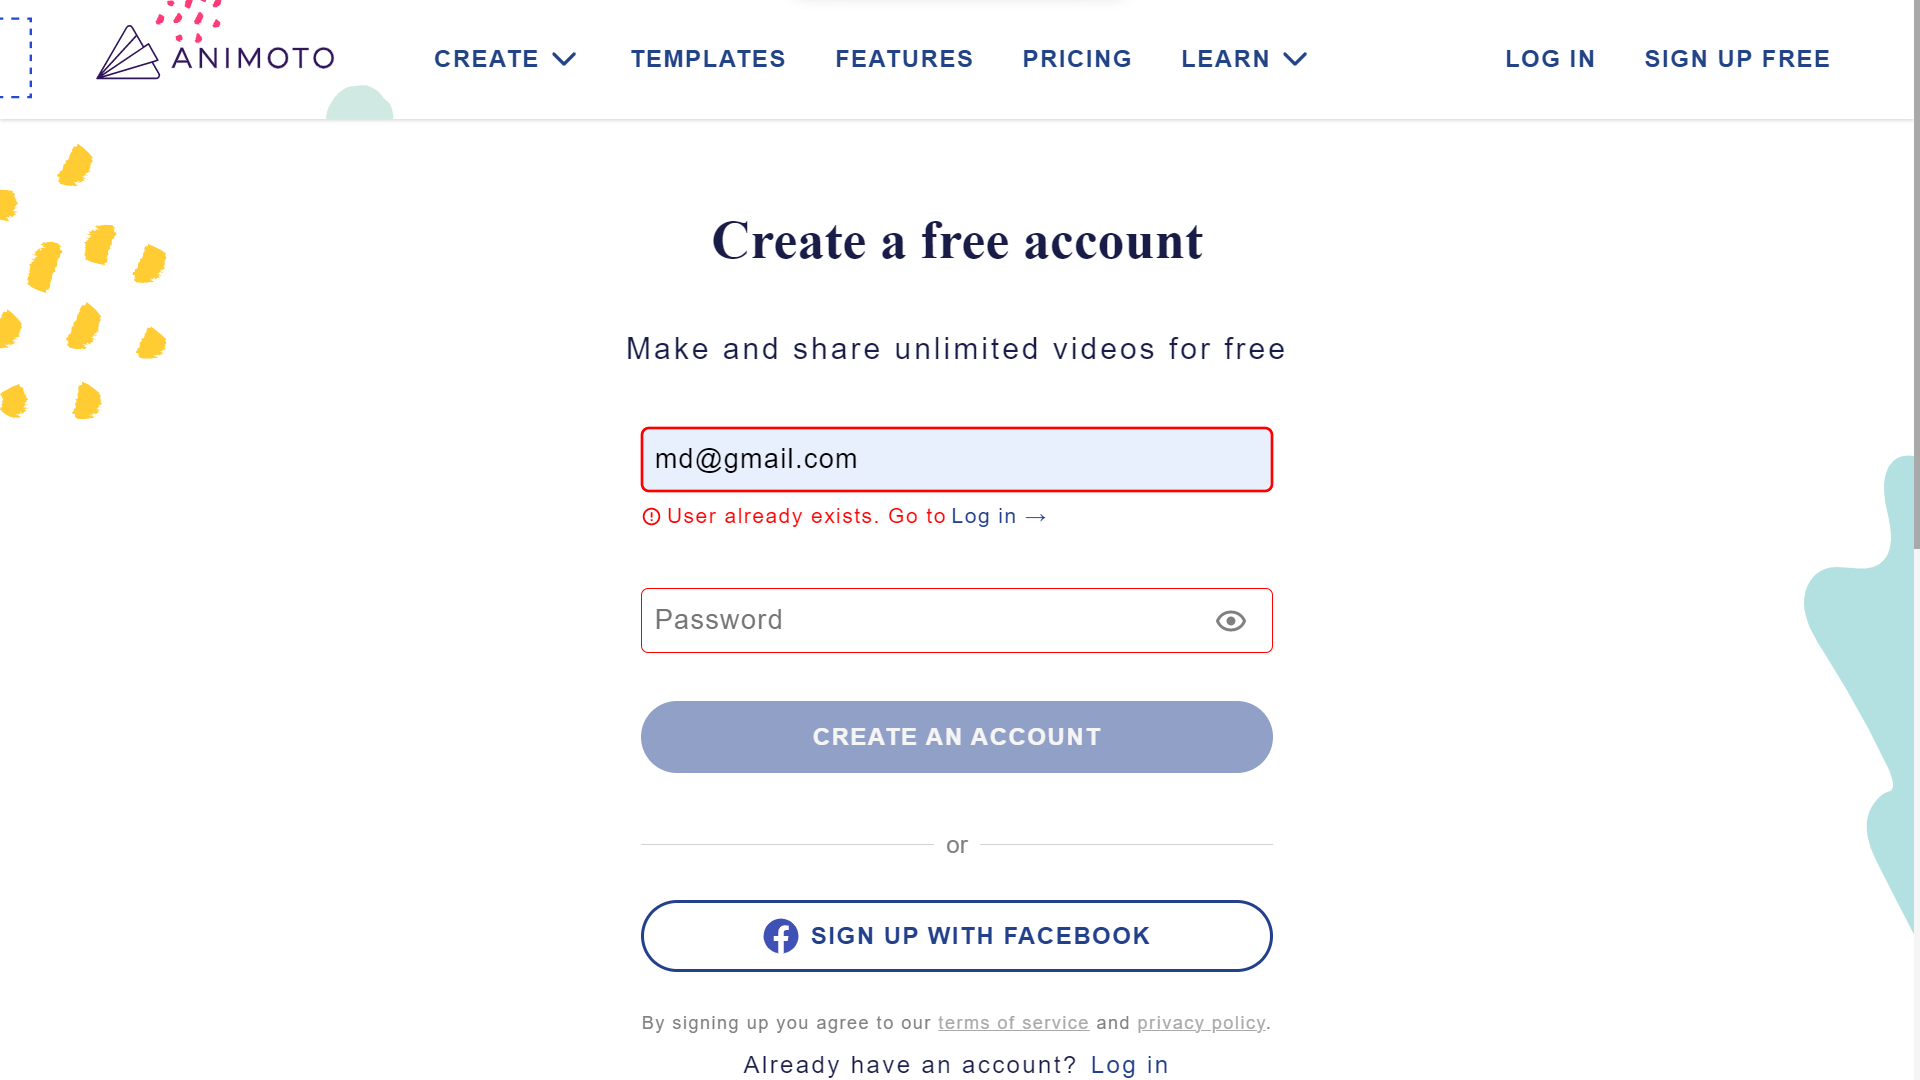 ANIMOTO CREATE TEMPLATES FEATURES PRICING LEARN LOG IN SIGN UP FREE
Create a free account
Make and share unlimited videos for free
md@gmail.com
User already exists. Go to Log in →
Password
CREATE AN ACCOUNT
or
SIGN UP WITH FACEBOOK
By signing up you agree to our terms of service and privacy policy.
Already have an account? Log in